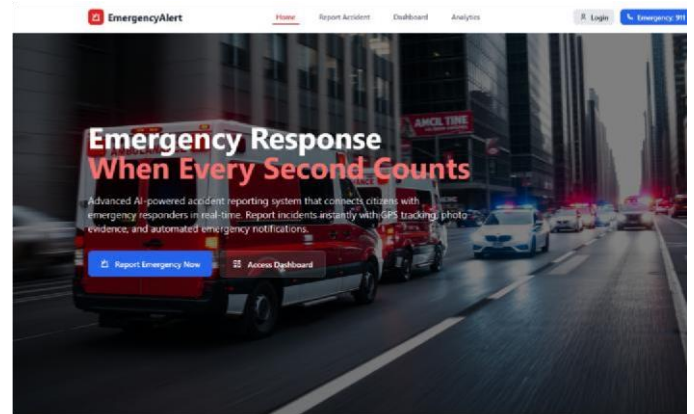 EmergencyAlert
Home Report Accident Dashboard Analytics
Login Emergency: 911
AMCIL TINE
Emergency Response
When Every Second Counts
Advanced AI-powered accident reporting system that connects citizens with
emergency responders in real-time. Report incidents instantly with GPS tracking, photo
evidence, and automated emergency notifications.
Report Emergency Now Access Dashboard